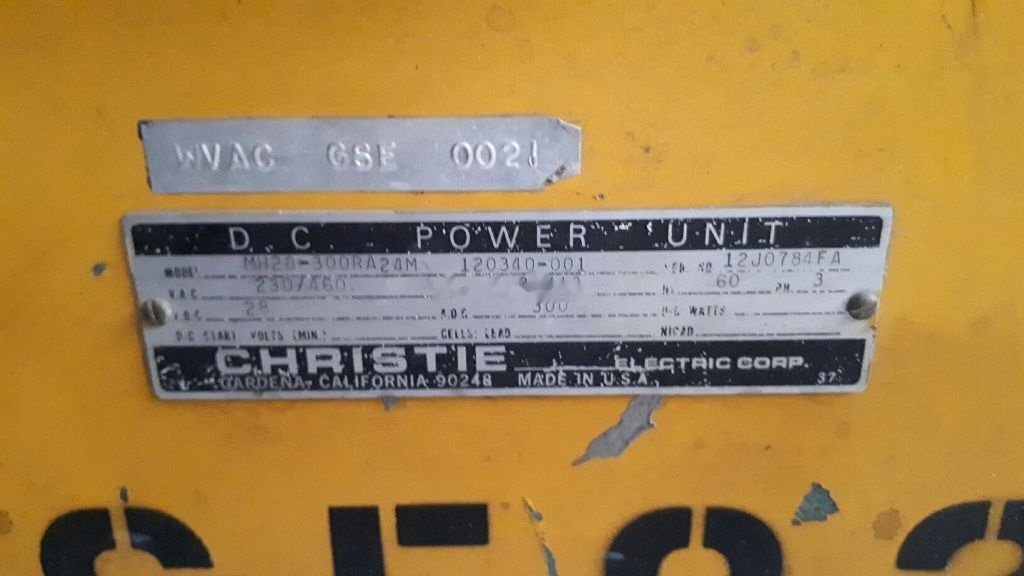 WVAC GSE 0021
D.C. POWER UNIT
MODEL MH28-300RA24M 120340-001 SER. NO 12J0784FA
V.A.C. 230/460 HZ 60 PH 3
V.D.C. 28 A.D.C. 300 D-C WATTS
D-C START VOLTS (MIN.) CELLS: LEAD NICAD
CHRISTIE ELECTRIC CORP.
GARDENA, CALIFORNIA 90248 MADE IN U.S.A. 37